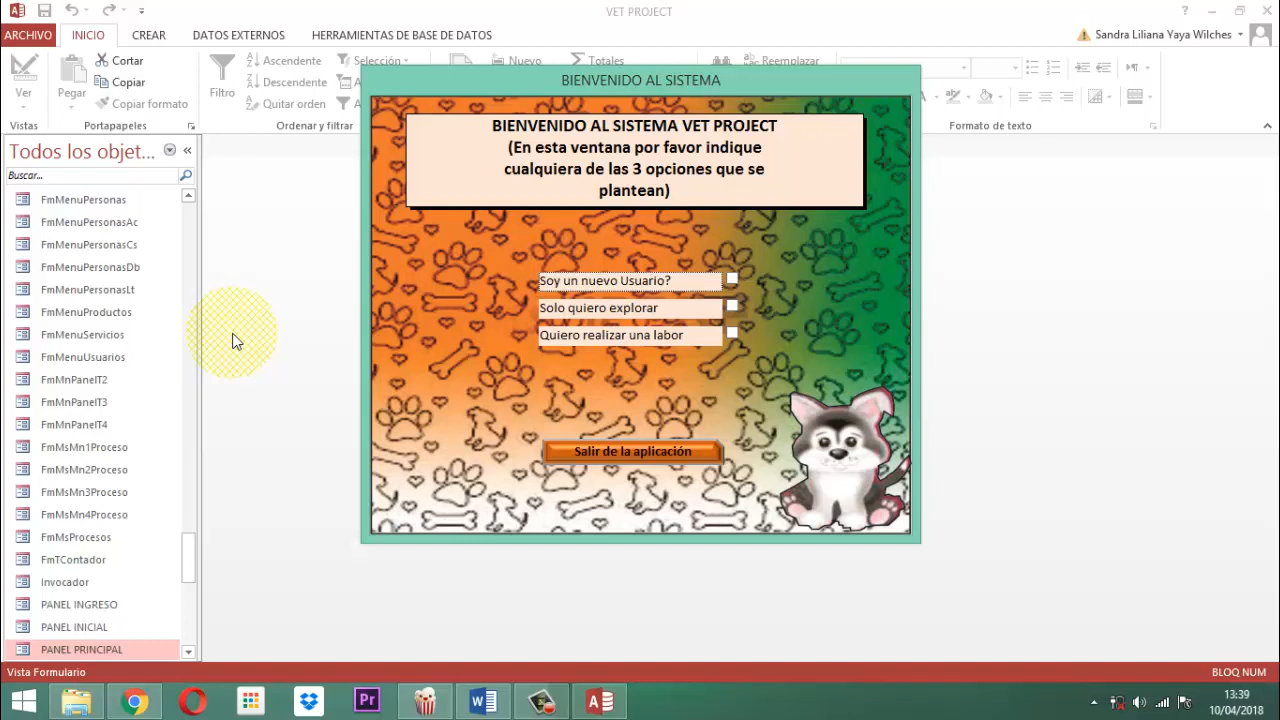 VET PROJECT
ARCHIVO INICIO CREAR DATOS EXTERNOS HERRAMIENTAS DE BASE DE DATOS
Sandra Liliana Yaya Wilches
Ver
Vistas
Pegar
Cortar
Copiar
Copiar formato
Portapapeles
Filtro
Ascendente
Descendente
Quitar orden
Selección
Ordenar y filtrar
Nuevo
Totales
Reemplazar
Formato de texto
Todos los objet...
Buscar...
FmMenuPersonas
FmMenuPersonasAc
FmMenuPersonasCs
FmMenuPersonasDb
FmMenuPersonasLt
FmMenuProductos
FmMenuServicios
FmMenuUsuarios
FmMnPanelT2
FmMnPanelT3
FmMnPanelT4
FmMsMn1Proceso
FmMsMn2Proceso
FmMsMn3Proceso
FmMsMn4Proceso
FmMsProcesos
FmTContador
Invocador
PANEL INGRESO
PANEL INICIAL
PANEL PRINCIPAL
BIENVENIDO AL SISTEMA
BIENVENIDO AL SISTEMA VET PROJECT
(En esta ventana por favor indique
cualquiera de las 3 opciones que se
plantean)
Soy un nuevo Usuario?
Solo quiero explorar
Quiero realizar una labor
Salir de la aplicación
Vista Formulario
BLOQ NUM
Pr
13:39
10/04/2018